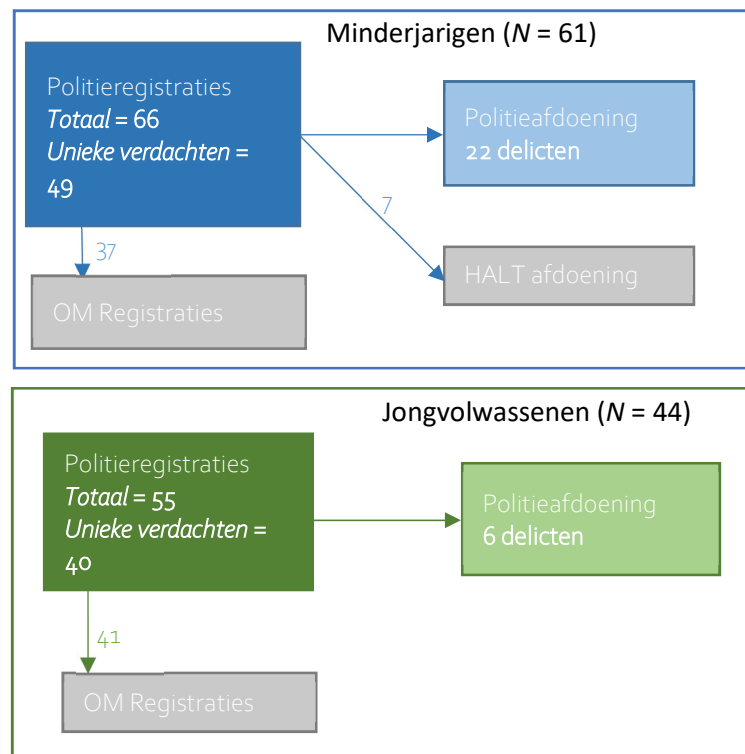 Minderjarigen (N = 61)
Politieregistraties
Totaal = 66
Unieke verdachten =
49
Politieafdoening
22 delicten
7
37
HALT afdoening
OM Registraties
Jongvolwassenen (N = 44)
Politieregistraties
Totaal = 55
Unieke verdachten =
40
Politieafdoening
6 delicten
41
OM Registraties